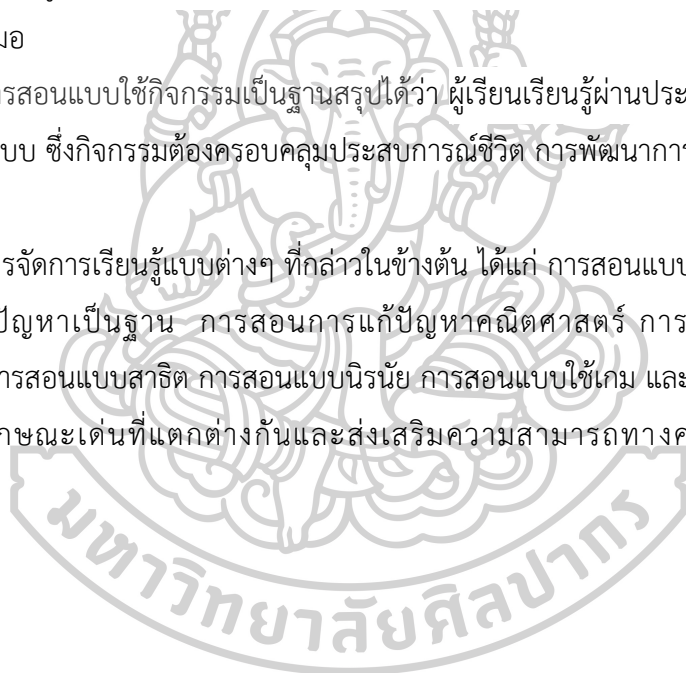 มอ
ารสอนแบบใช้กิจกรรมเป็นฐานสรุปได้ว่า ผู้เรียนเรียนรู้ผ่านประ
บบ ซึ่งกิจกรรมต้องครอบคลุมประสบการณ์ชีวิต การพัฒนากา
รจัดการเรียนรู้แบบต่างๆ ที่กล่าวในข้างต้น ได้แก่ การสอนแบบ
ปัญหาเป็นฐาน การสอนการแก้ปัญหาคณิตศาสตร์ การ
ารสอนแบบสาธิต การสอนแบบนิรนัย การสอนแบบใช้เกม และ
กษณะเด่นที่แตกต่างกันและส่งเสริมความสามารถทางค
มหาวิทยาลัยศิลปากร